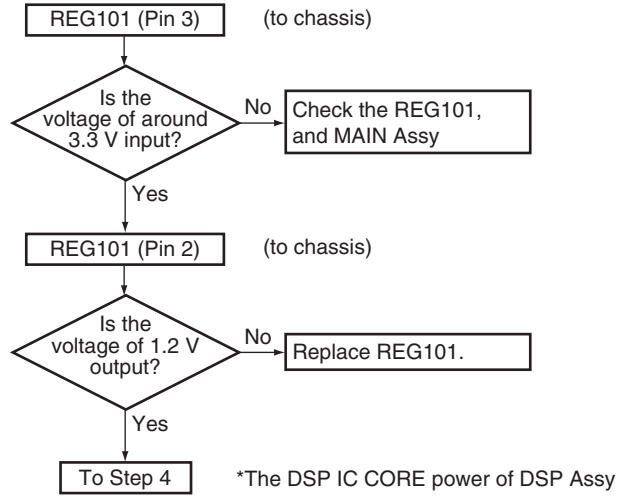 REG101 (Pin 3) (to chassis)
Is the
voltage of around
3.3 V input?
No
Check the REG101,
and MAIN Assy
Yes
REG101 (Pin 2) (to chassis)
Is the
voltage of 1.2 V
output?
No
Replace REG101.
Yes
To Step 4 *The DSP IC CORE power of DSP Assy